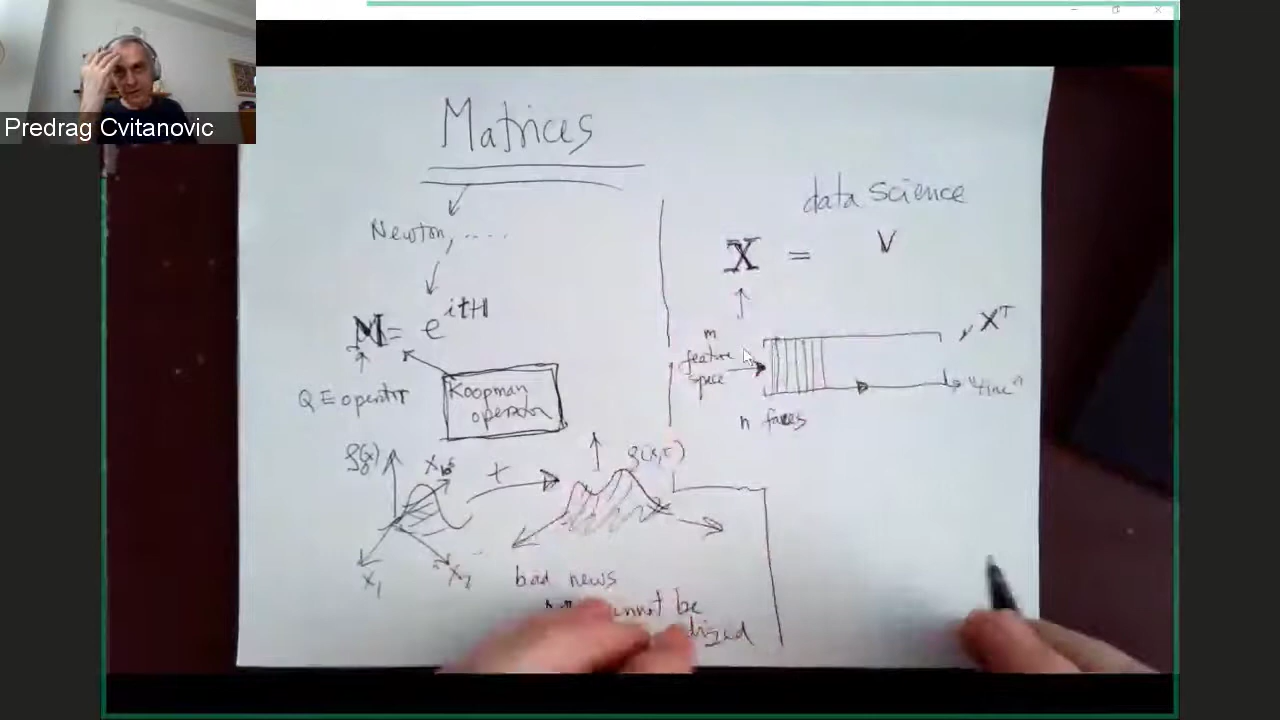 Predrag Cvitanovic
Matrices
Newton, ....
M = e^{itH}
Q ≡
Koopman
operator
x_1
x_2
t
bad news
cannot be
data science
X = V
m
feature
space
n faces
X^T
"time"